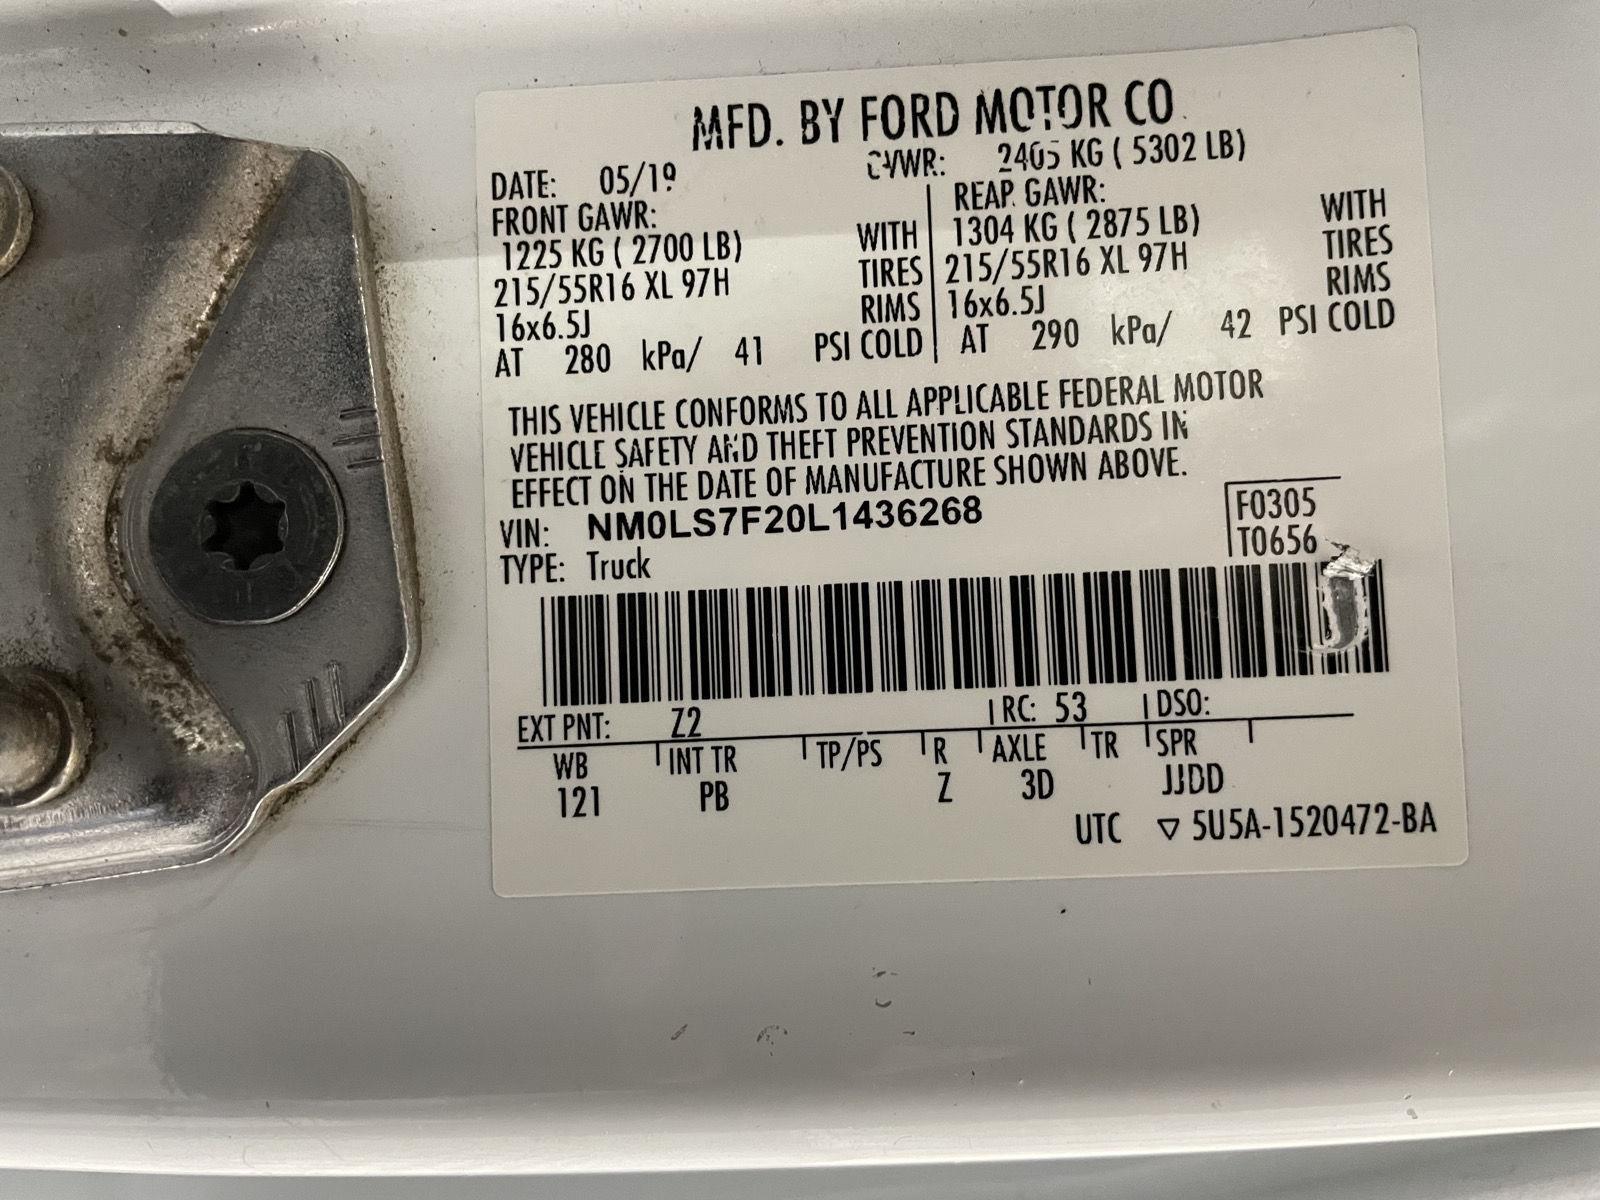 MFD. BY FORD MOTOR CO.
DATE: 05/19 GVWR: 2405 KG ( 5302 LB)
FRONT GAWR: REAR GAWR:
1225 KG ( 2700 LB) WITH 1304 KG ( 2875 LB) WITH
215/55R16 XL 97H TIRES 215/55R16 XL 97H TIRES
16x6.5J RIMS 16x6.5J RIMS
AT 280 kPa/ 41 PSI COLD AT 290 kPa/ 42 PSI COLD
THIS VEHICLE CONFORMS TO ALL APPLICABLE FEDERAL MOTOR
VEHICLE SAFETY AND THEFT PREVENTION STANDARDS IN
EFFECT ON THE DATE OF MANUFACTURE SHOWN ABOVE.
VIN: NM0LS7F20L1436268 F0305
TYPE: Truck T0656
EXT PNT: Z2 RC: 53 DSO:
WB INT TR TP/PS R AXLE TR SPR
121 PB Z 3D JJDD
UTC ▽ 5U5A-1520472-BA